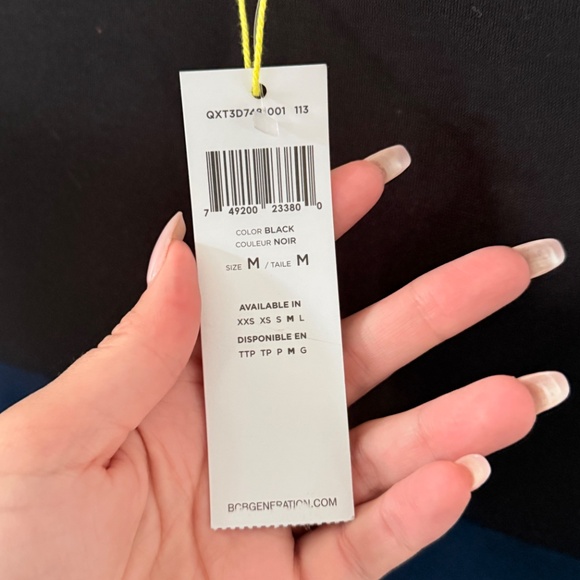 113
7 49200 23380 0
COLOR BLACK
COULEUR NOIR
SIZE M / TAILE M
AVAILABLE IN
XXS XS S M L
DISPONIBLE EN
TTP TP P M G
BCBGENERATION.COM